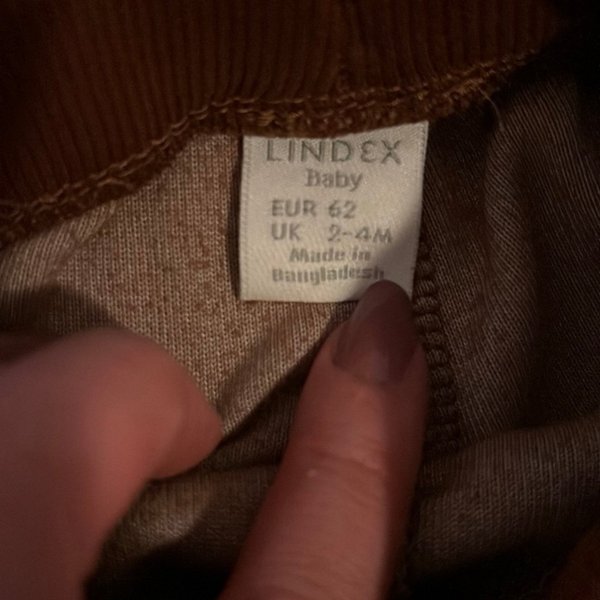 LINDEX
Baby
EUR 62
UK 2-4M
Made in
Bangladesh